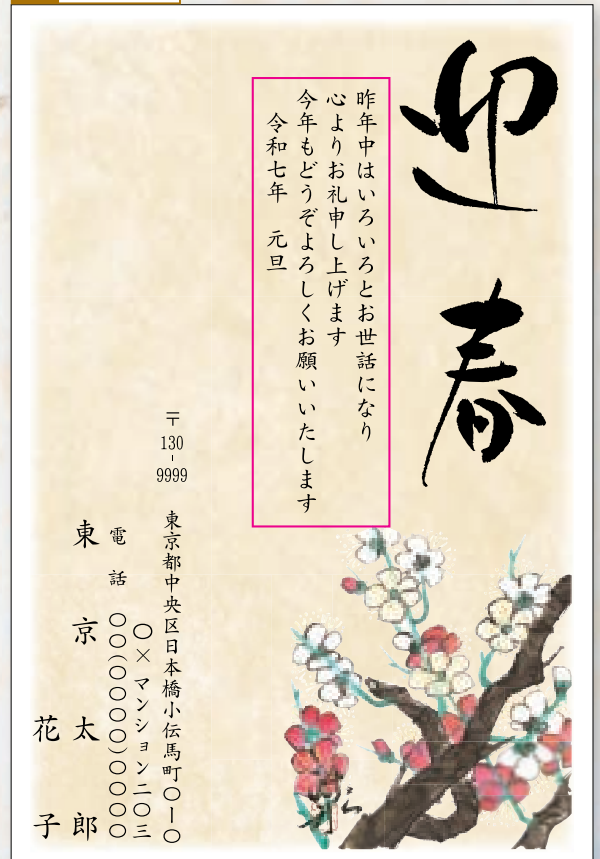 迎春
昨年中はいろいろとお世話になり
心よりお礼申し上げます
今年もどうぞよろしくお願いいたします
令和七年　元旦
〒130-9999
東京都中央区日本橋小伝馬町〇ー〇
〇×マンション二〇三
電話　〇〇(〇〇〇〇)〇〇〇〇
東京　太郎
花子